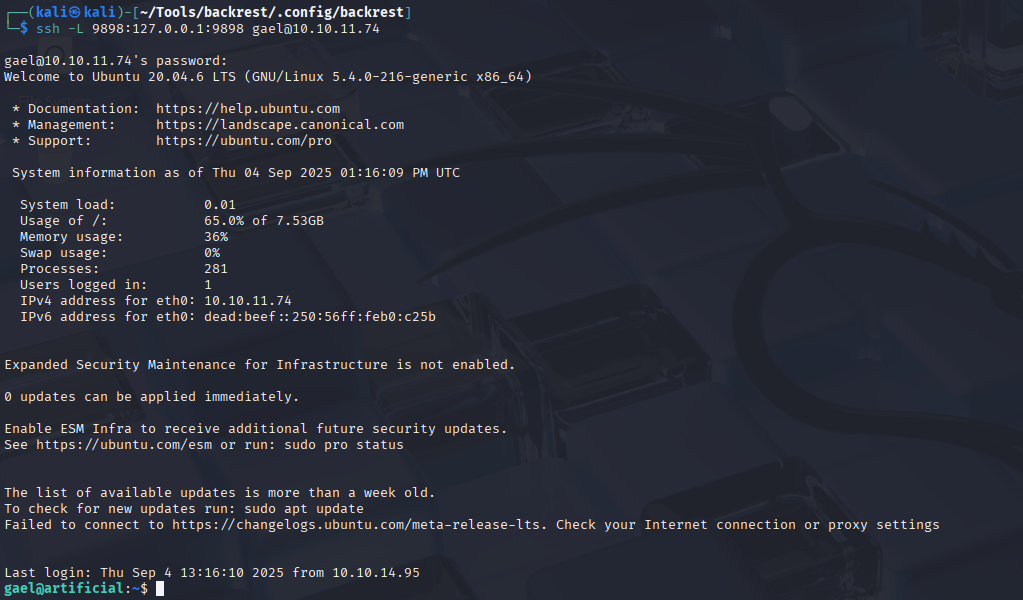 ┌──(kali㉿kali)-[~/Tools/backrest/.config/backrest]
└─$ ssh -L 9898:127.0.0.1:9898 gael@10.10.11.74
gael@10.10.11.74's password:
Welcome to Ubuntu 20.04.6 LTS (GNU/Linux 5.4.0-216-generic x86_64)
* Documentation:  https://help.ubuntu.com
* Management:     https://landscape.canonical.com
* Support:        https://ubuntu.com/pro
System information as of Thu 04 Sep 2025 01:16:09 PM UTC
System load:           0.01
Usage of /:            65.0% of 7.53GB
Memory usage:          36%
Swap usage:            0%
Processes:             281
Users logged in:       1
IPv4 address for eth0: 10.10.11.74
IPv6 address for eth0: dead:beef::250:56ff:feb0:c25b
Expanded Security Maintenance for Infrastructure is not enabled.
0 updates can be applied immediately.
Enable ESM Infra to receive additional future security updates.
See https://ubuntu.com/esm or run: sudo pro status
The list of available updates is more than a week old.
To check for new updates run: sudo apt update
Failed to connect to https://changelogs.ubuntu.com/meta-release-lts. Check your Internet connection or proxy settings
Last login: Thu Sep  4 13:16:10 2025 from 10.10.14.95
gael@artificial:~$